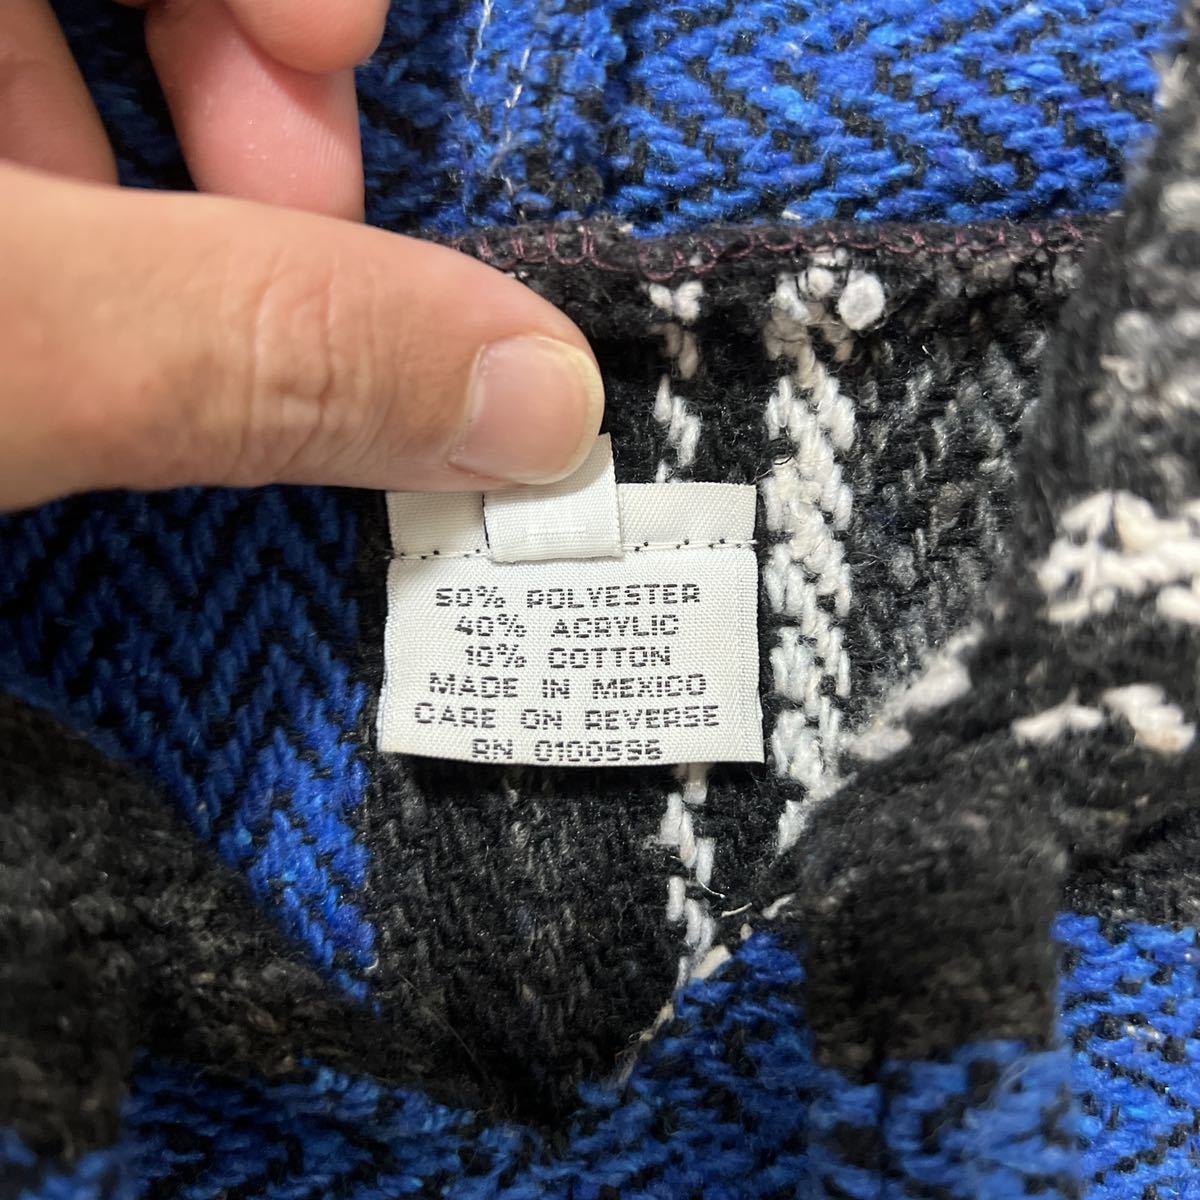 50% POLYESTER
40% ACRYLIC
10% COTTON
MADE IN MEXICO
CARE ON REVERSE
RN 0100596